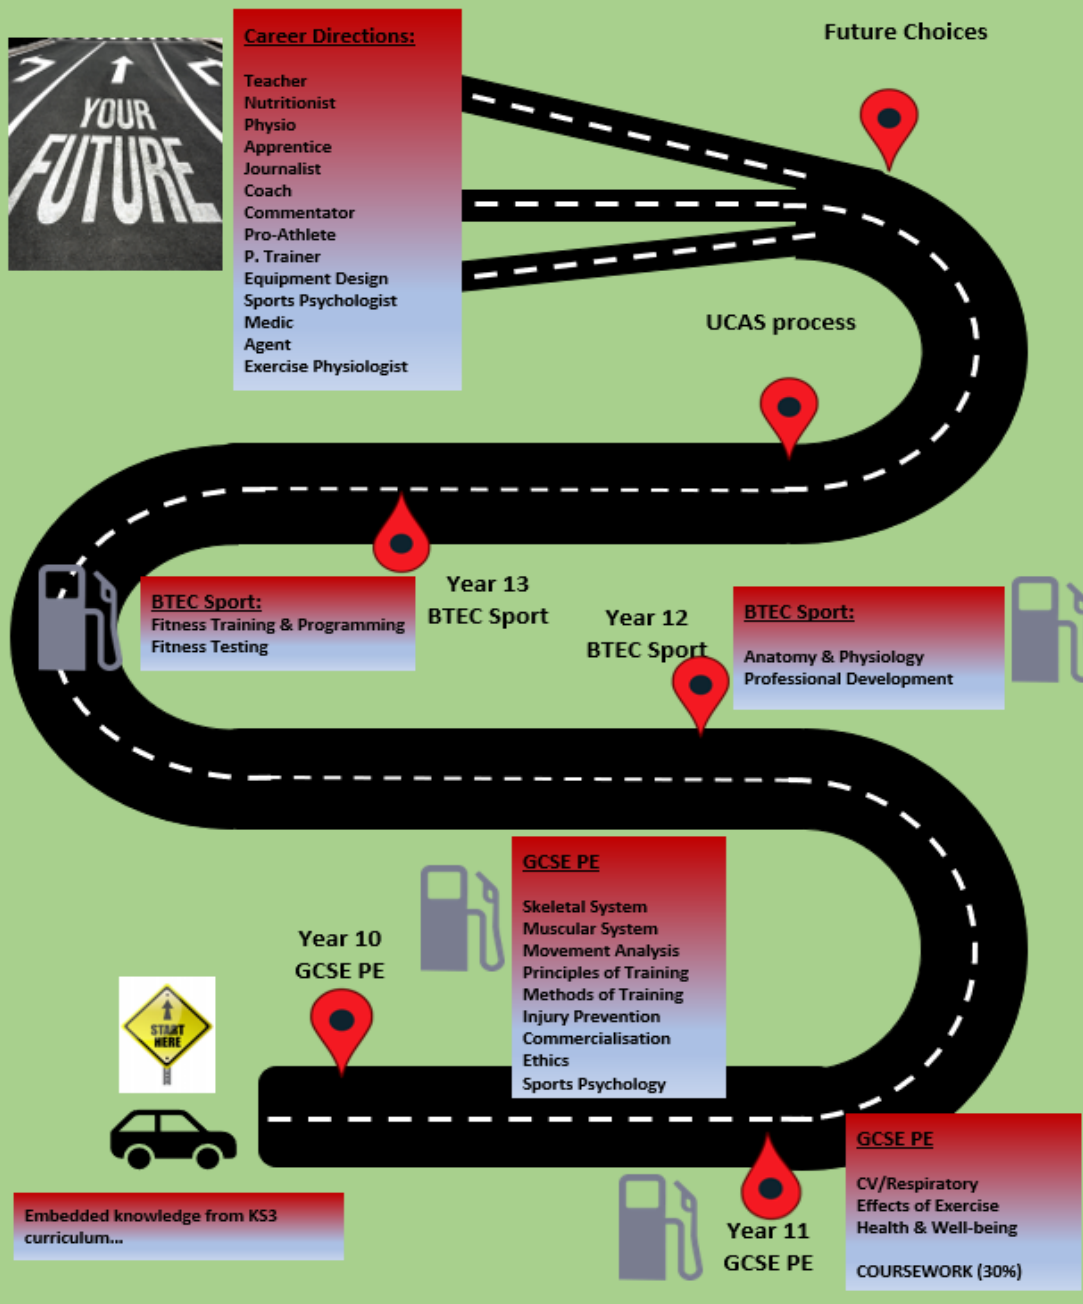 Career Directions:
Teacher
Nutritionist
Physio
Apprentice
Journalist
Coach
Commentator
Pro-Athlete
P. Trainer
Equipment Design
Sports Psychologist
Medic
Agent
Exercise Physiologist
YOUR
FUTURE
Future Choices
UCAS process
BTEC Sport:
Fitness Training & Programming
Fitness Testing
Year 13
BTEC Sport
Year 12
BTEC Sport
BTEC Sport:
Anatomy & Physiology
Professional Development
GCSE PE
Skeletal System
Muscular System
Movement Analysis
Principles of Training
Methods of Training
Injury Prevention
Commercialisation
Ethics
Sports Psychology
Year 10
GCSE PE
START
HERE
Embedded knowledge from KS3
curriculum...
Year 11
GCSE PE
GCSE PE
CV/Respiratory
Effects of Exercise
Health & Well-being
COURSEWORK (30%)